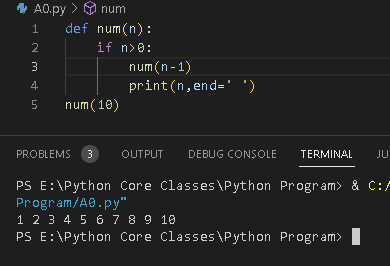 A0.py > num
1 def num(n):
2 if n>0:
3 num(n-1)
4 print(n,end=' ')
5 num(10)
PROBLEMS 3 OUTPUT DEBUG CONSOLE TERMINAL JU
PS E:\Python Core Classes\Python Program> & C:/
Program/A0.py"
1 2 3 4 5 6 7 8 9 10
PS E:\Python Core Classes\Python Program>